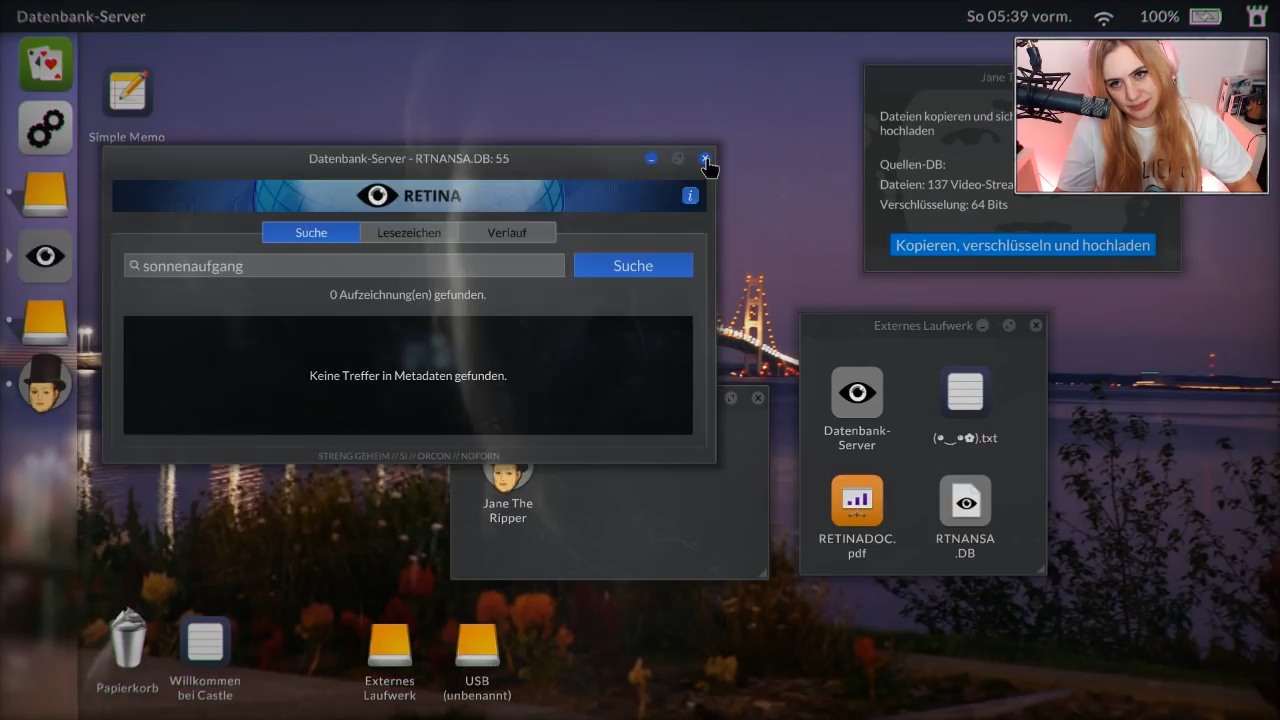 Datenbank-Server
So 05:39 vorm.
100%
Simple Memo
Datenbank-Server - RTNANSA.DB: 55
RETINA
i
Suche
Lesezeichen
Verlauf
sonnenaufgang
Suche
0 Aufzeichnung(en) gefunden.
Keine Treffer in Metadaten gefunden.
STRENG GEHEIM // SI // ORCON // NOFORN
Jane T
Dateien kopieren und sich
hochladen
Quellen-DB:
Dateien: 137 Video-Strea
Verschlüsselung: 64 Bits
Kopieren, verschlüsseln und hochladen
Externes Laufwerk
Datenbank-
Server
(•‿•✿).txt
RETINADOC.
pdf
RTNANSA
.DB
Jane The
Ripper
Papierkorb
Willkommen
bei Castle
Externes
Laufwerk
USB
(unbenannt)